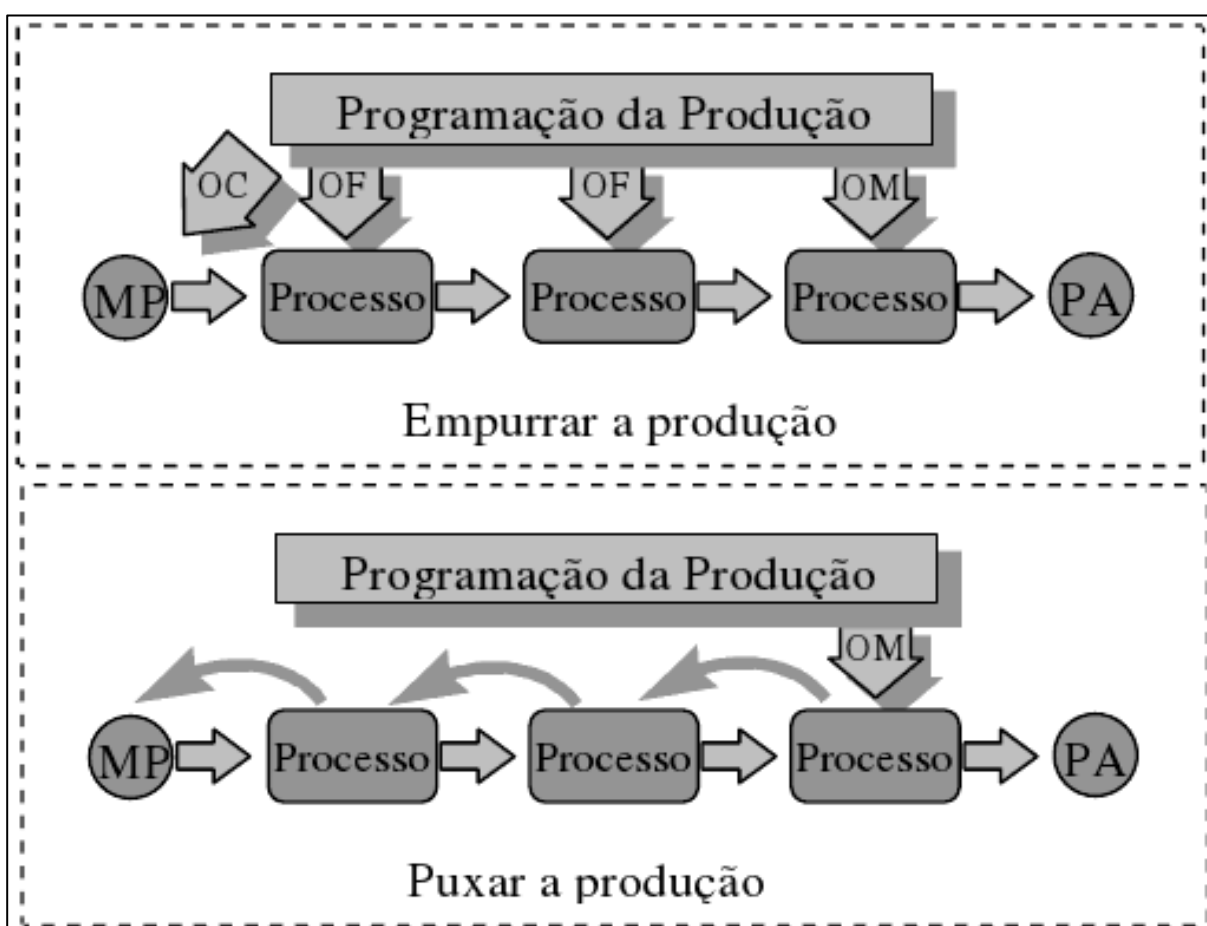 Programação da Produção
OC
OF
OF
OM
MP
Processo
Processo
Processo
PA
Empurrar a produção
Programação da Produção
OM
MP
Processo
Processo
Processo
PA
Puxar a produção